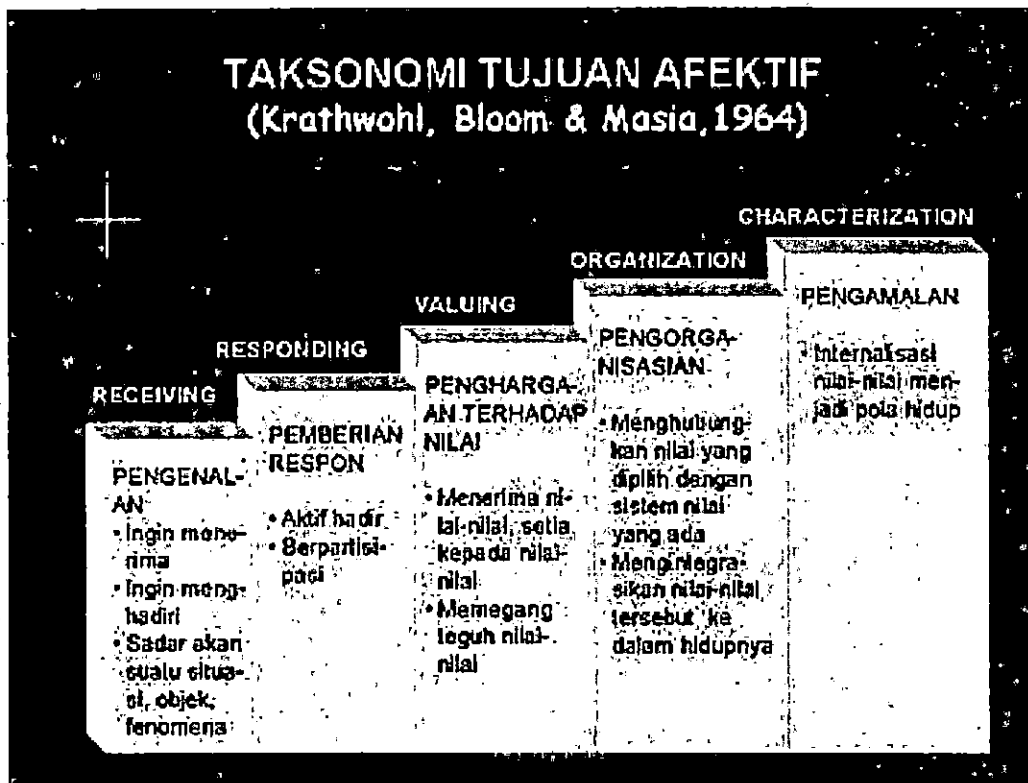 TAKSONOMI TUJUAN AFEKTIF
(Krathwohl, Bloom & Masia, 1964)
RECEIVING
PENGENAL-
AN
• Ingin mene-
rima
• Ingin meng-
hadiri
• Sadar akan
suatu situa-
si, objek,
fenomena
RESPONDING
PEMBERIAN
RESPON
• Aktif hadir
• Berpartisi-
pasi
VALUING
PENGHARGA-
AN TERHADAP
NILAI
• Menerima ni-
lai-nilai, setia
kepada nilai-
nilai
• Memegang
teguh nilai-
nilai
ORGANIZATION
PENGORGA-
NISASIAN
• Menghubung-
kan nilai yang
dipilih dengan
sistem nilai
yang ada
• Mengintegra-
sikan nilai-nilai
tersebut ke
dalam hidupnya
CHARACTERIZATION
PENGAMALAN
• Internalisasi
nilai-nilai men-
jadi pola hidup